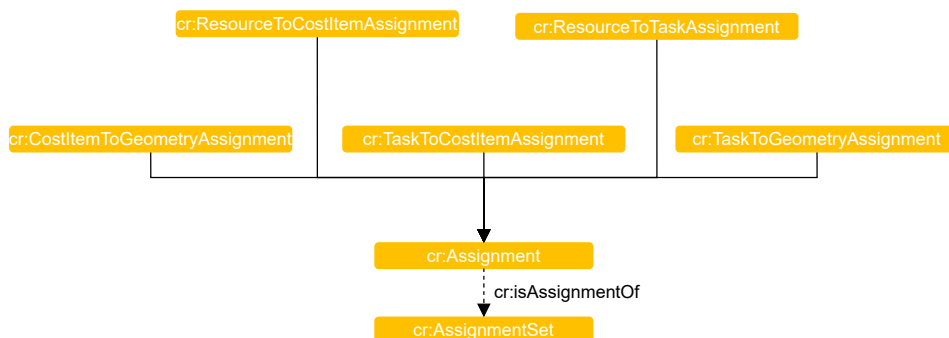 cr:ResourceToCostItemAssignment
cr:ResourceToTaskAssignment
cr:CostItemToGeometryAssignment
cr:TaskToCostItemAssignment
cr:TaskToGeometryAssignment
cr:Assignment
cr:isAssignmentOf
cr:AssignmentSet